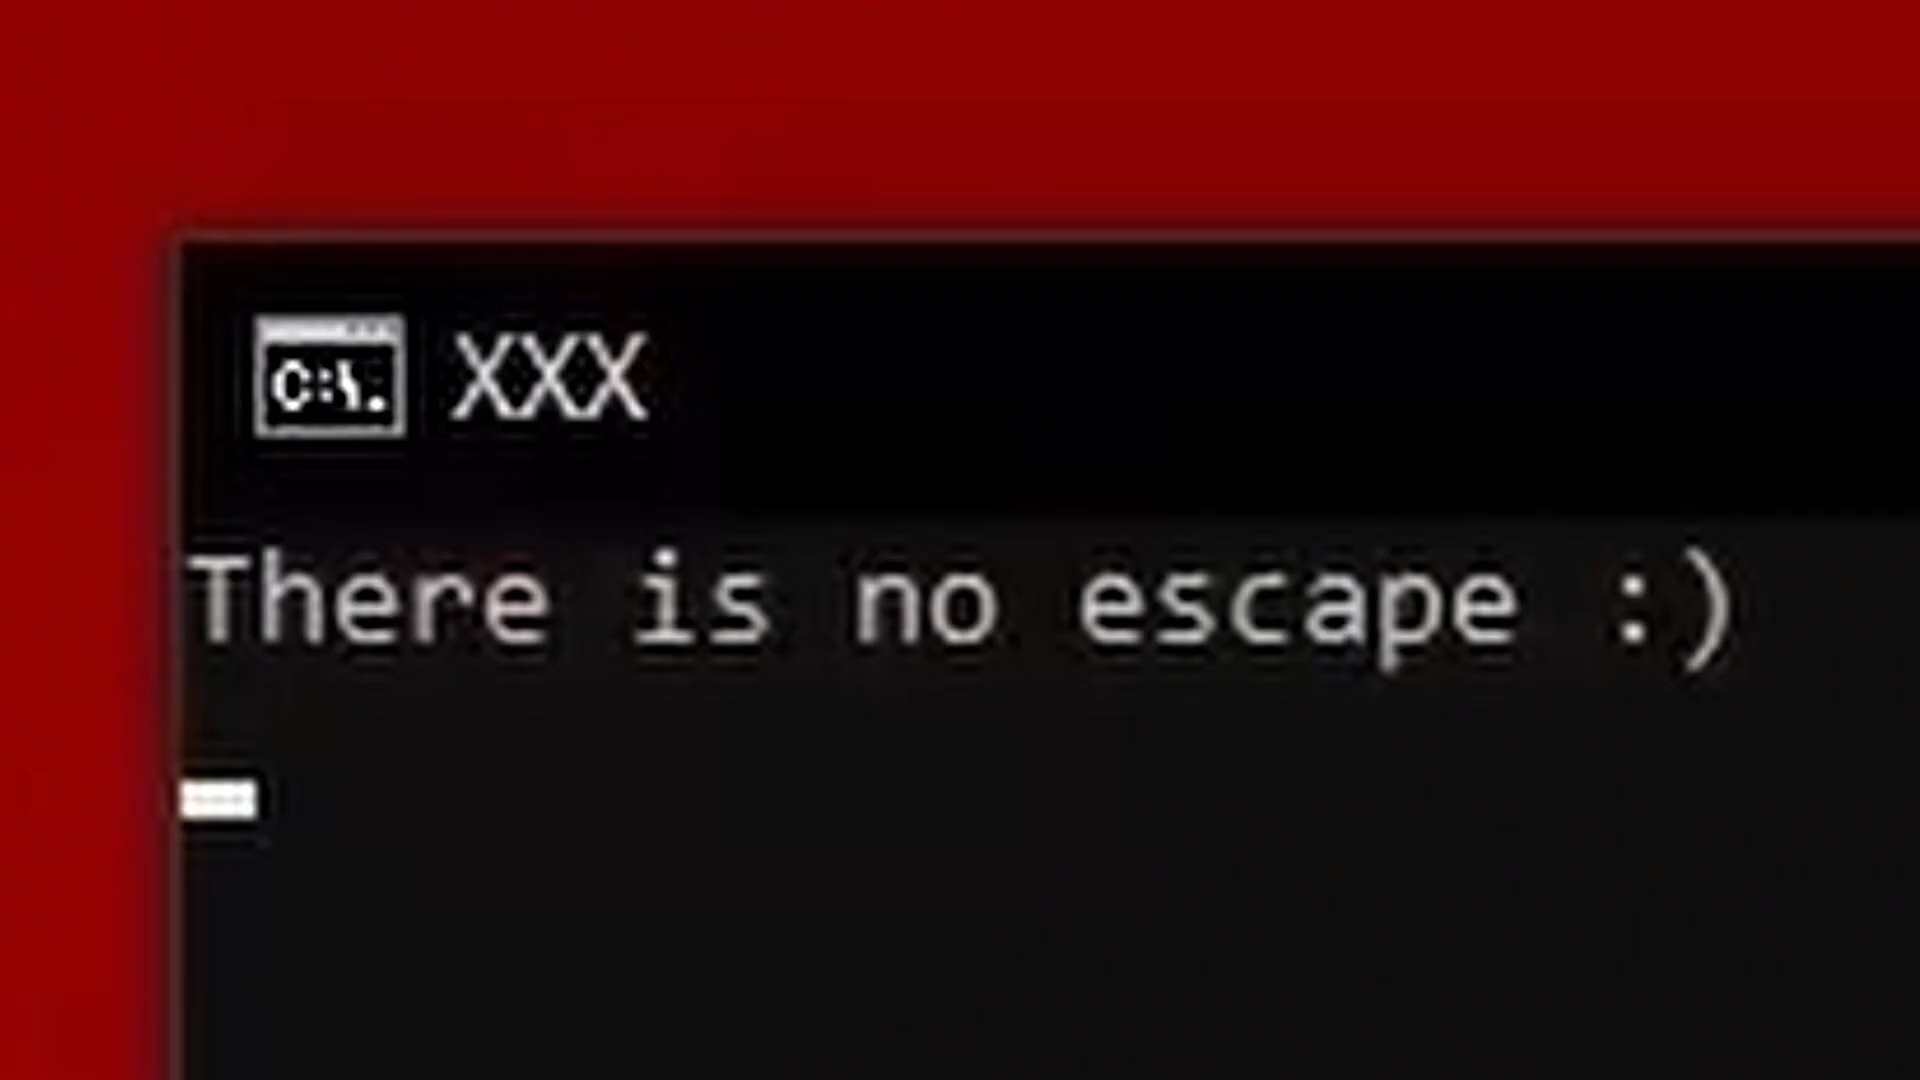 C:\.
XXX
There is no escape :)